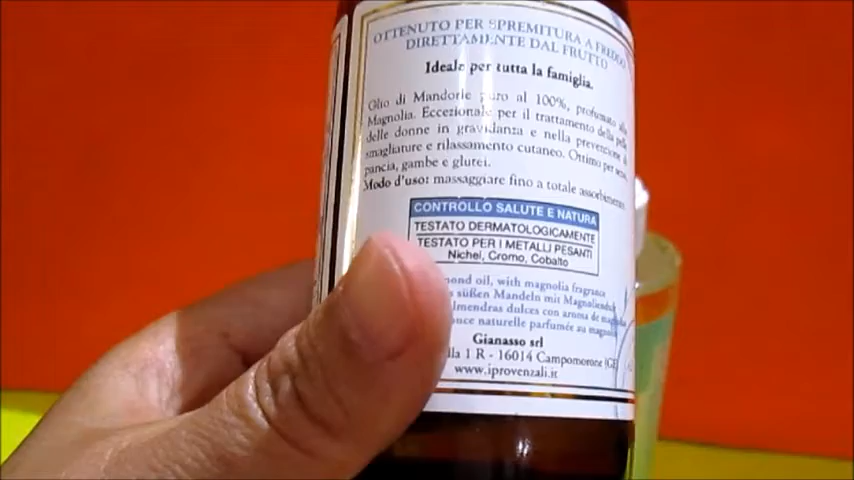 OTTENUTO PER SPREMITURA A FREDDO
DIRETTAMENTE DAL FRUTTO
Ideale per tutta la famiglia.
Olio di Mandorle puro al 100%, profumato alla
Magnolia. Eccezionale per il trattamento della pelle
delle donne in gravidanza e nella prevenzione di
smagliature e rilassamento cutaneo. Ottimo per seno,
pancia, gambe e glutei.
Modo d'uso: massaggiare fino a totale assorbimento.
CONTROLLO SALUTE E NATURA
TESTATO DERMATOLOGICAMENTE
TESTATO PER I METALLI PESANTI
Nichel, Cromo, Cobalto
oil, with magnolia fragrance
süßen Mandeln mit Magnolienduft
almendras dulces con aroma de magnolia
douce naturelle parfumée au magnolia
Gianasso srl
1 R - 16014 Campomorone (GE)
www.iprovenzali.it